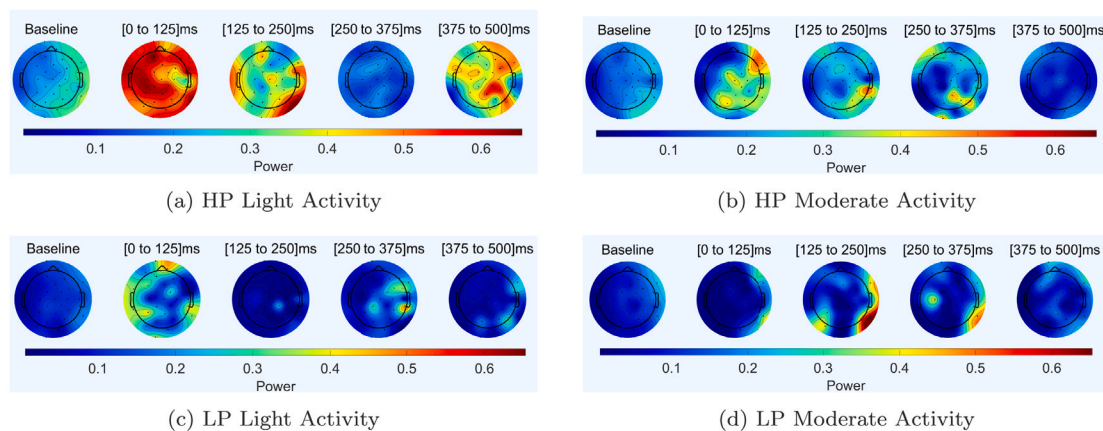 Baseline [0 to 125]ms [125 to 250]ms [250 to 375]ms [375 to 500]ms
0.1 0.2 0.3 0.4 0.5 0.6
Power
(a) HP Light Activity
Baseline [0 to 125]ms [125 to 250]ms [250 to 375]ms [375 to 500]ms
0.1 0.2 0.3 0.4 0.5 0.6
Power
(b) HP Moderate Activity
Baseline [0 to 125]ms [125 to 250]ms [250 to 375]ms [375 to 500]ms
0.1 0.2 0.3 0.4 0.5 0.6
Power
(c) LP Light Activity
Baseline [0 to 125]ms [125 to 250]ms [250 to 375]ms [375 to 500]ms
0.1 0.2 0.3 0.4 0.5 0.6
Power
(d) LP Moderate Activity